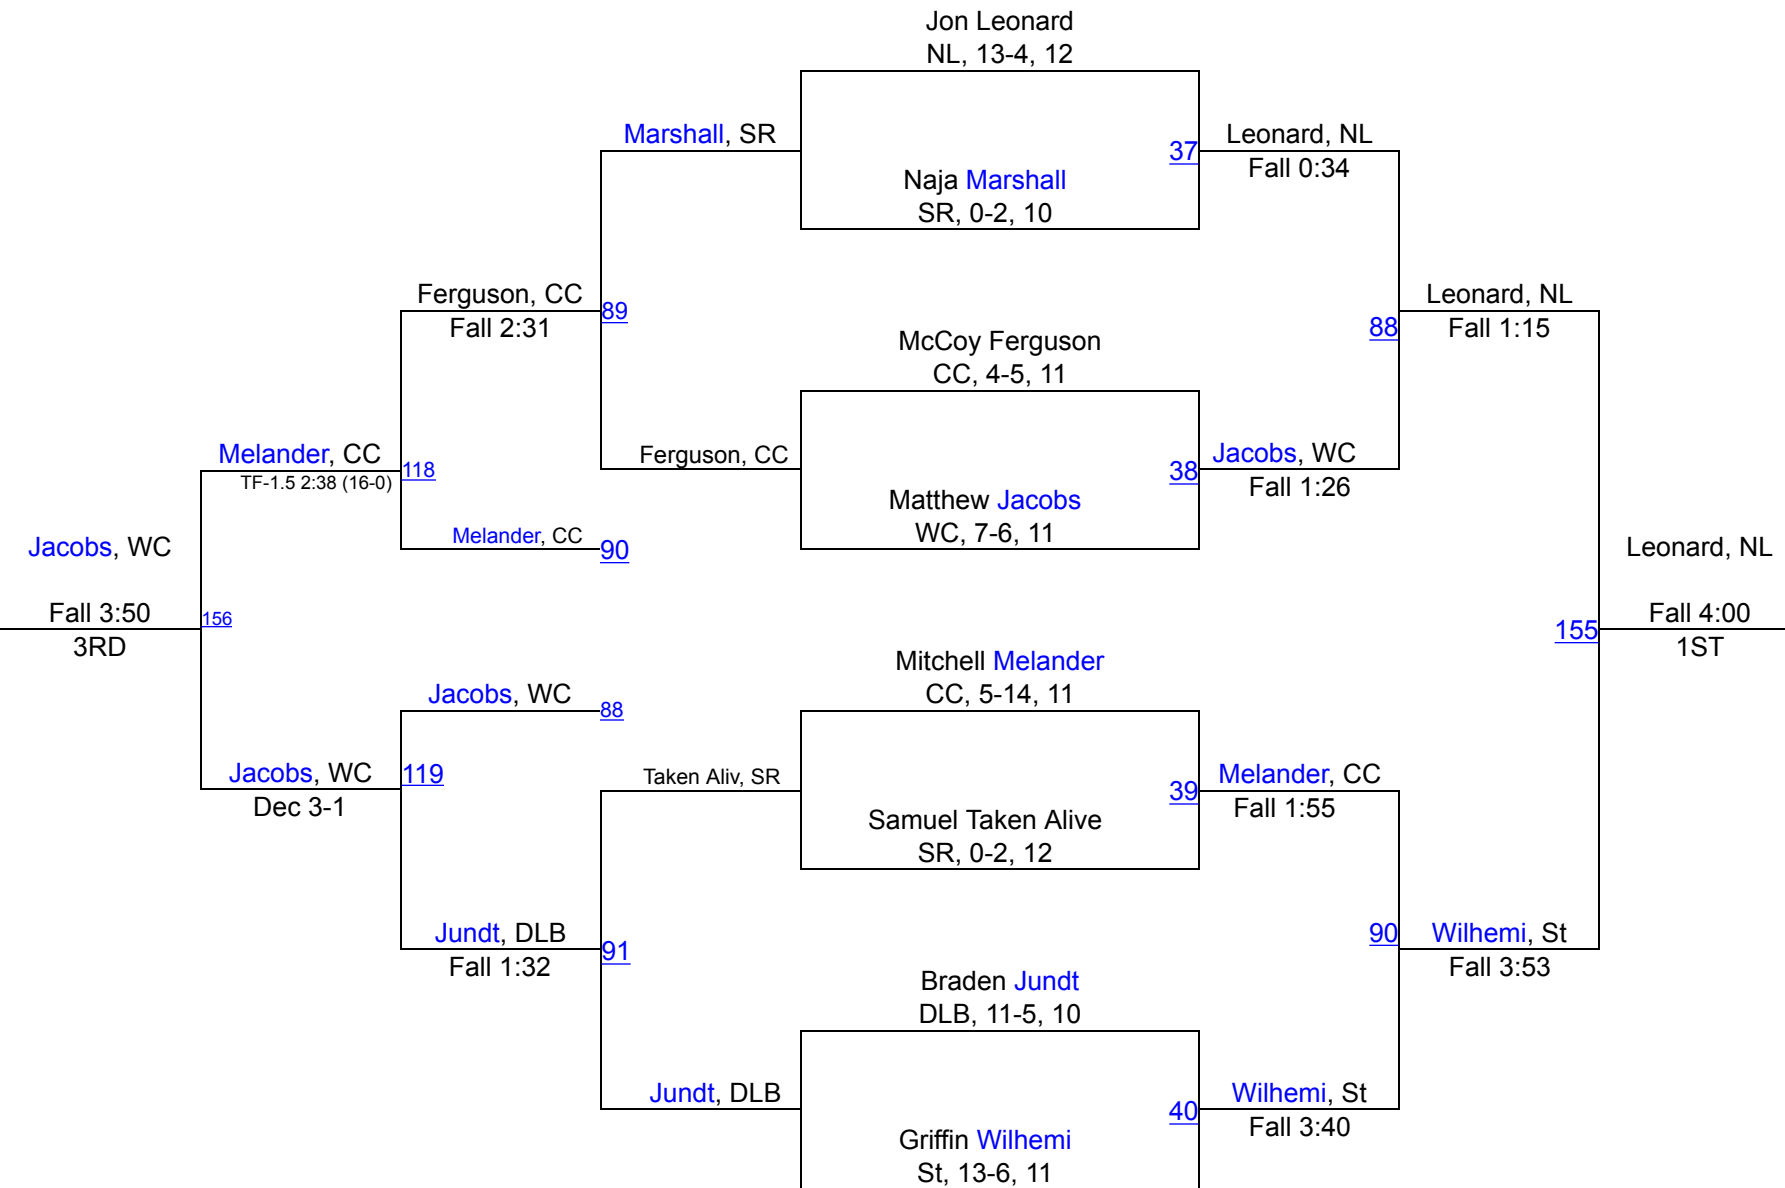 Jon Leonard
NL, 13-4, 12
Marshall, SR
37
Leonard, NL
Fall 0:34
Naja Marshall
SR, 0-2, 10
Ferguson, CC
Fall 2:31
89
Leonard, NL
Fall 1:15
88
McCoy Ferguson
CC, 4-5, 11
Melander, CC
TF-1.5 2:38 (16-0)
118
Ferguson, CC
38
Jacobs, WC
Fall 1:26
Matthew Jacobs
WC, 7-6, 11
Melander, CC
90
Jacobs, WC
Fall 3:50
3RD
156
Leonard, NL
Fall 4:00
1ST
155
Mitchell Melander
CC, 5-14, 11
Jacobs, WC
88
Jacobs, WC
Dec 3-1
119
Taken Aliv, SR
39
Melander, CC
Fall 1:55
Samuel Taken Alive
SR, 0-2, 12
Jundt, DLB
Fall 1:32
91
90
Wilhemi, St
Fall 3:53
Braden Jundt
DLB, 11-5, 10
Jundt, DLB
40
Wilhemi, St
Fall 3:40
Griffin Wilhemi
St, 13-6, 11